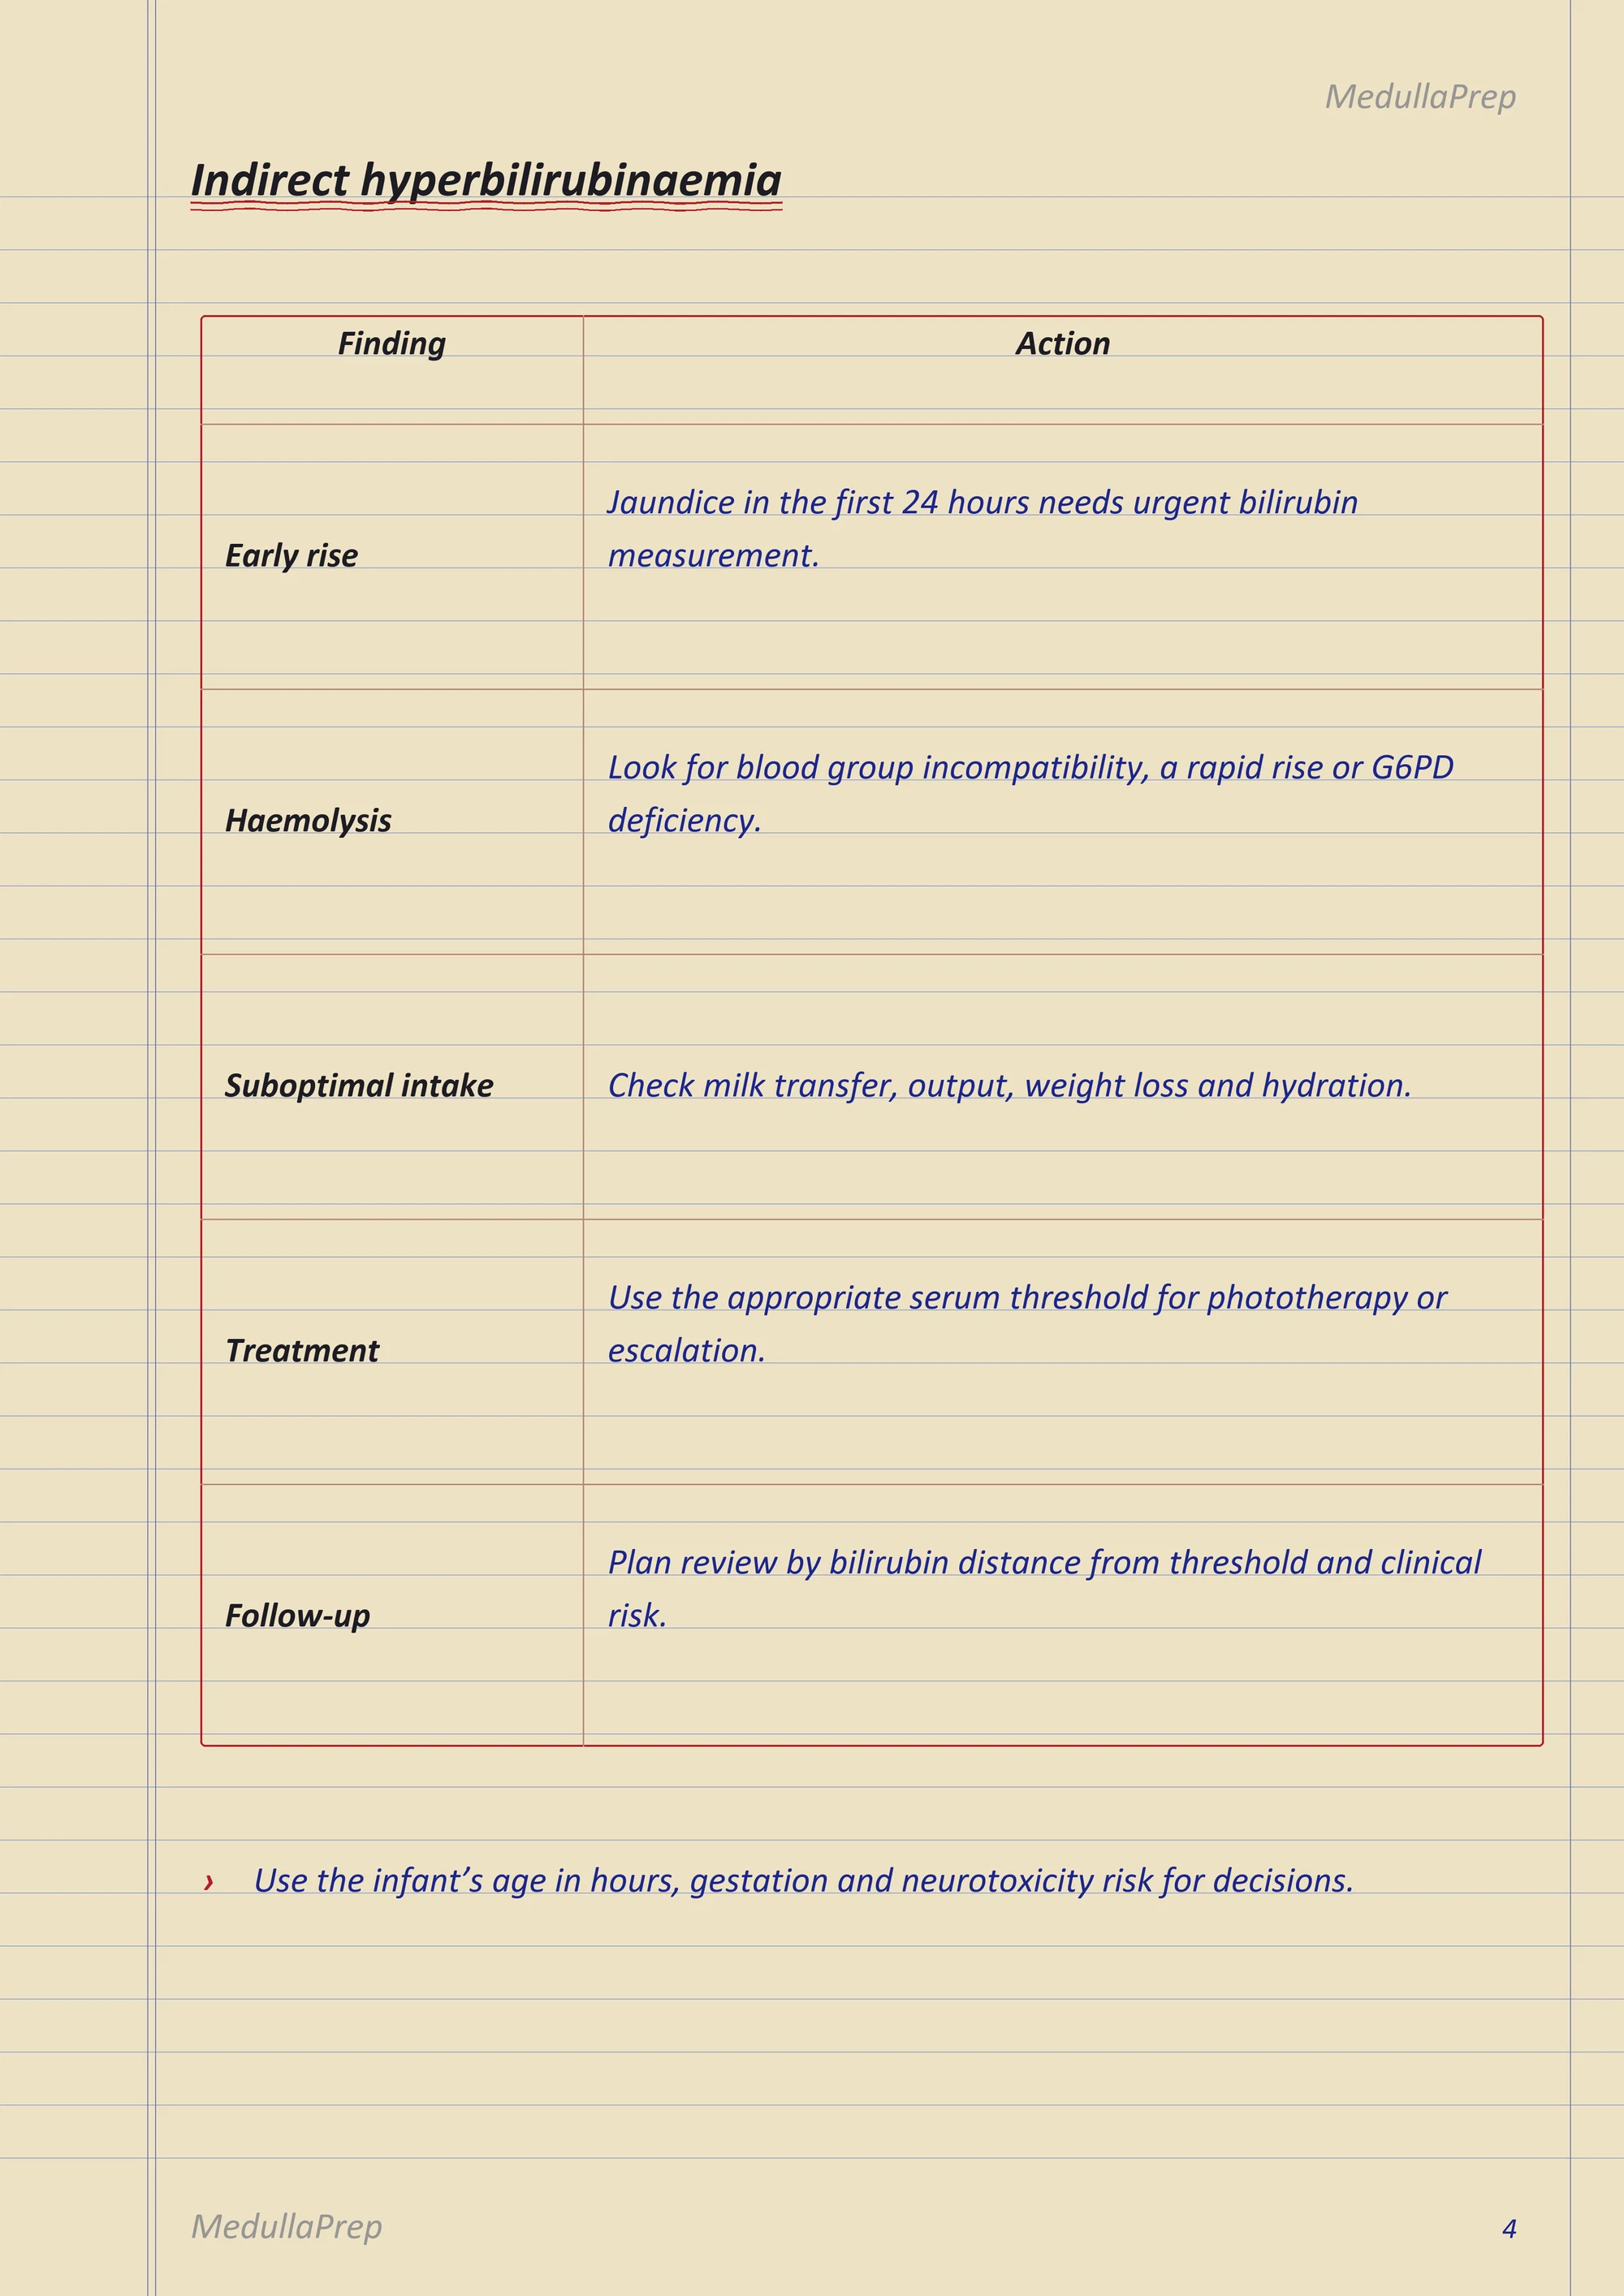 MedullaPrep
Indirect hyperbilirubinaemia
Finding Action
Early rise
Jaundice in the first 24 hours needs urgent bilirubin
measurement.
Haemolysis
Look for blood group incompatibility, a rapid rise or G6PD
deficiency.
Suboptimal intake
Check milk transfer, output, weight loss and hydration.
Treatment
Use the appropriate serum threshold for phototherapy or
escalation.
Follow-up
Plan review by bilirubin distance from threshold and clinical
risk.
› Use the infant’s age in hours, gestation and neurotoxicity risk for decisions.
MedullaPrep 4